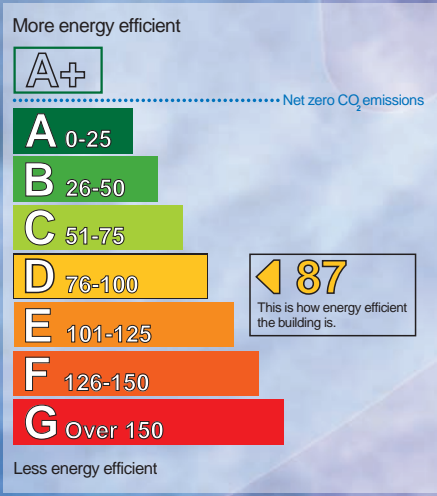 More energy efficient
A+
Net zero CO2 emissions
A 0-25
B 26-50
C 51-75
D 76-100
87
This is how energy efficient
the building is.
E 101-125
F 126-150
G Over 150
Less energy efficient